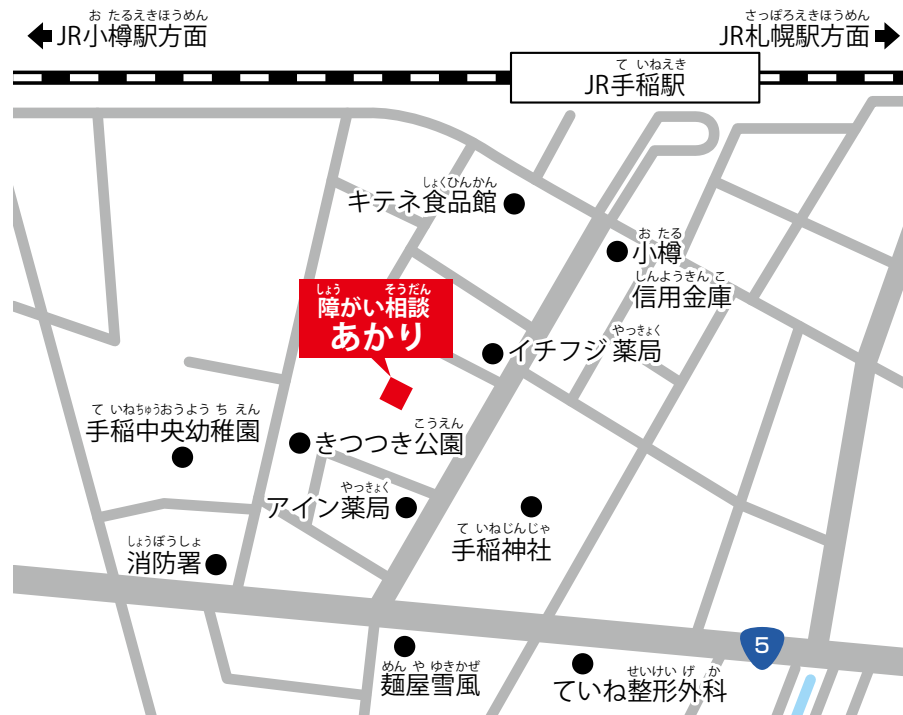 お たるえきほうめん
JR小樽駅方面
さっぽろえきほうめん
JR札幌駅方面
て いねえき
JR手稲駅
しょくひんかん
キテネ食品館
お たる
小樽
しんようきん こ
信用金庫
しょう そうだん
障がい相談
あかり
やっきょく
イチフジ薬局
て いねちゅうおうよう ち えん
手稲中央幼稚園
こうえん
きつつき公園
やっきょく
アイン薬局
て いねじんじゃ
手稲神社
しょうぼうしょ
消防署
5
めん や ゆきかぜ
麺屋雪風
せいけい げ か
ていね整形外科